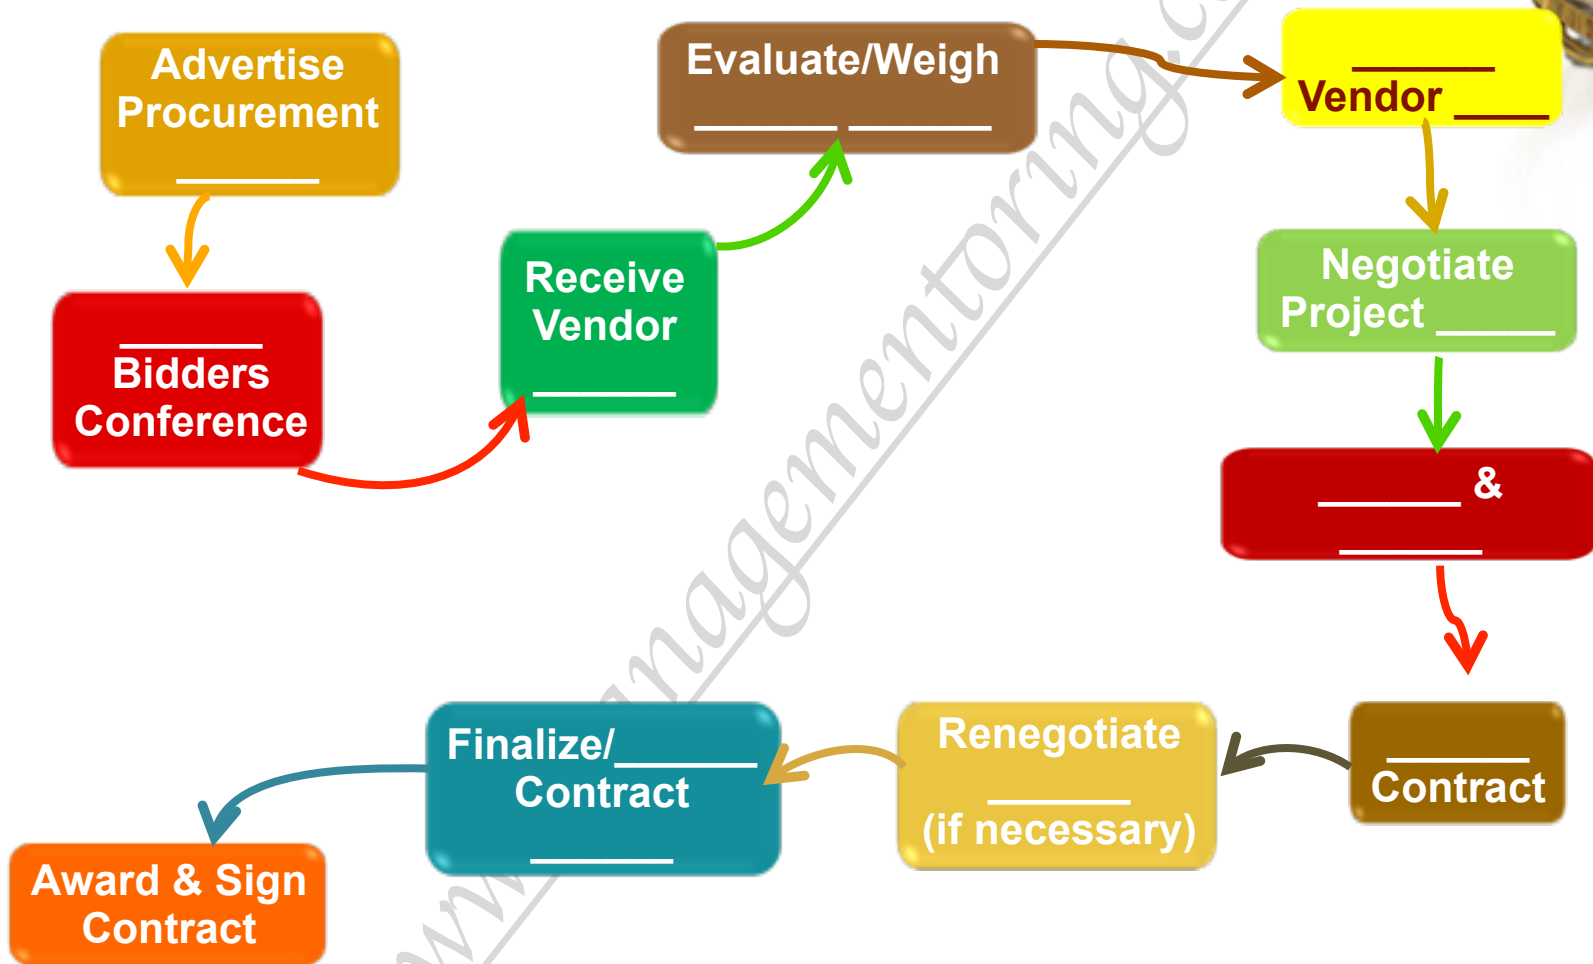 Advertise
Procurement
______
______
Bidders
Conference
Receive
Vendor
______
Evaluate/Weigh
______ ______
______
Vendor ____
Negotiate
Project _____
______ &
______
______
Contract
Renegotiate
______
(if necessary)
Finalize/______
Contract
______
Award & Sign
Contract